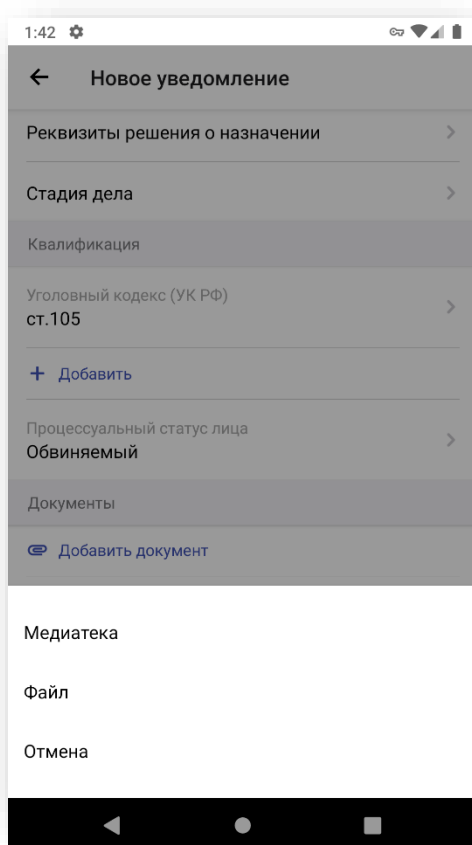 1:42
Новое уведомление
Реквизиты решения о назначении
Стадия дела
Квалификация
Уголовный кодекс (УК РФ)
ст.105
+ Добавить
Процессуальный статус лица
Обвиняемый
Документы
Добавить документ
Медиатека
Файл
Отмена